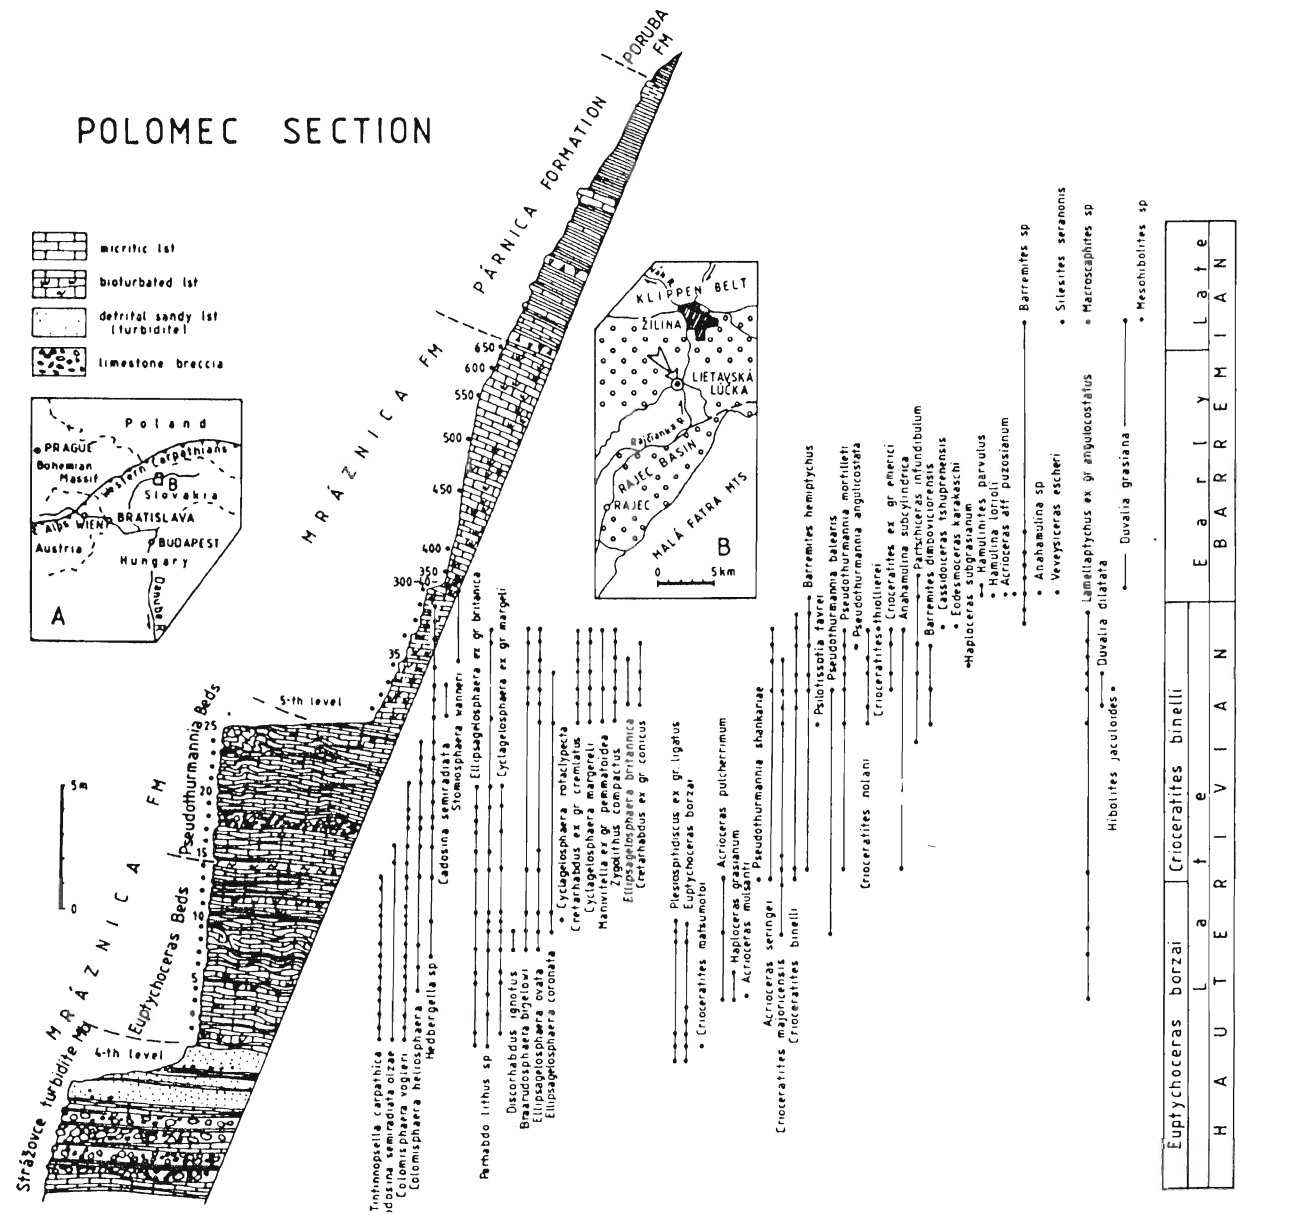 POLOMEC SECTION
micritic lst
bioturbated lst
detrital sandy lst
(turbidite)
limestone breccia
Poland
PRAGUE
Bohemian
Massif
Western Carpathians
B
Slovakia
Alps
WIEN
BRATISLAVA
Austria
BUDAPEST
Hungary
Danube R
A
PORUBA
FM
PÁRNICA FORMATION
MRÁZNICA FM
650
600
550
500
450
400
350
300
40
35
5-th level
25
20
15
10
5
Pseudothurmannia Beds
Euptychoceras Beds
MRÁZNICA FM
4-th level
Strážovce turbidite Mb
5m
0
KLIPPEN BELT
ŽILINA
LIETAVSKÁ
LÚČKA
Rajčianka R
RAJEC BASIN
RAJEC
MALÁ FATRA MTS
B
0 5km
Tintinnopsella carpathica
Colomisphaera vogleri
Colomisphaera heliosphaera
Hedbergella sp
Cadosina semiradiata
Stomiosphaera wanneri
Ellipsagelosphaera ex gr britanica
Parhabdo lithus sp
Cyclagelosphaera ex gr margeli
Discorhabdus ignotus
Braarudosphaera bigelowi
Ellipsagelosphaera ovata
Ellipsagelosphaera coronata
Cyclagelosphaera rotaclypecta
Cretarhabdus ex gr cremlatus
Cyclagelosphaera margereli
Manivitella ex gr pemmatoidea
Zygolithus compactus
Ellipsagelosphaera britannica
Cretarhabdus ex gr conicus
Plesiospitidiscus ex gr. ligatus
Euptychoceras borzai
Crioceratites matsumotoi
Acrioceras pulcherrimum
Haploceras grasianum
Acrioceras mulsanti
Pseudothurmannia shankariae
Acrioceras seringei
Crioceratites majoricensis
Crioceratites binelli
Barremites hemiptychus
Psilotissotia favrei
Pseudothurmannia balearis
Pseudothurmannia mortilleti
Pseudothurmannia angulicostata
Crioceratites nolani
Crioceratites thiollierei
Crioceratites ex gr emerici
Anahamulina subcylindrica
Partschiceras infundibulum
Barremites dimboviciorensis
Cassidoiceras tshuprenensis
Eodesmoceras karakaschi
Haploceras subgrasianum
Hamulinites parvulus
Hamulina lorioli
Acrioceras aff puzosianum
Barremites sp
Anahamulina sp
Veveysiceras escheri
Silesites seranonis
Macroscaphites sp
Lamellaptychus ex gr angulocostatus
Duvalia dilatata
Hibolites jaculoides
Duvalia grasiana
Mesohibolites sp
Euptychoceras borzai
Crioceratites binelli
Late
Early
Late
HAUTERIVIAN
BARREMIAN